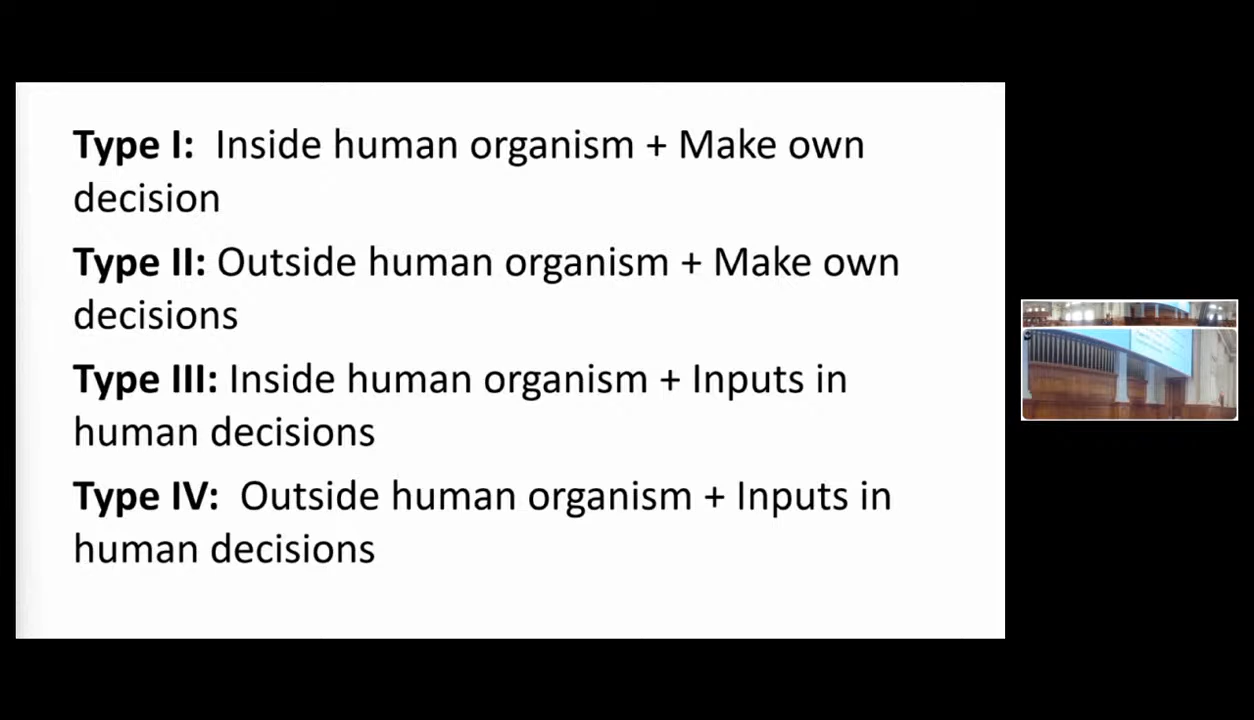 Type I: Inside human organism + Make own
decision
Type II: Outside human organism + Make own
decisions
Type III: Inside human organism + Inputs in
human decisions
Type IV: Outside human organism + Inputs in
human decisions